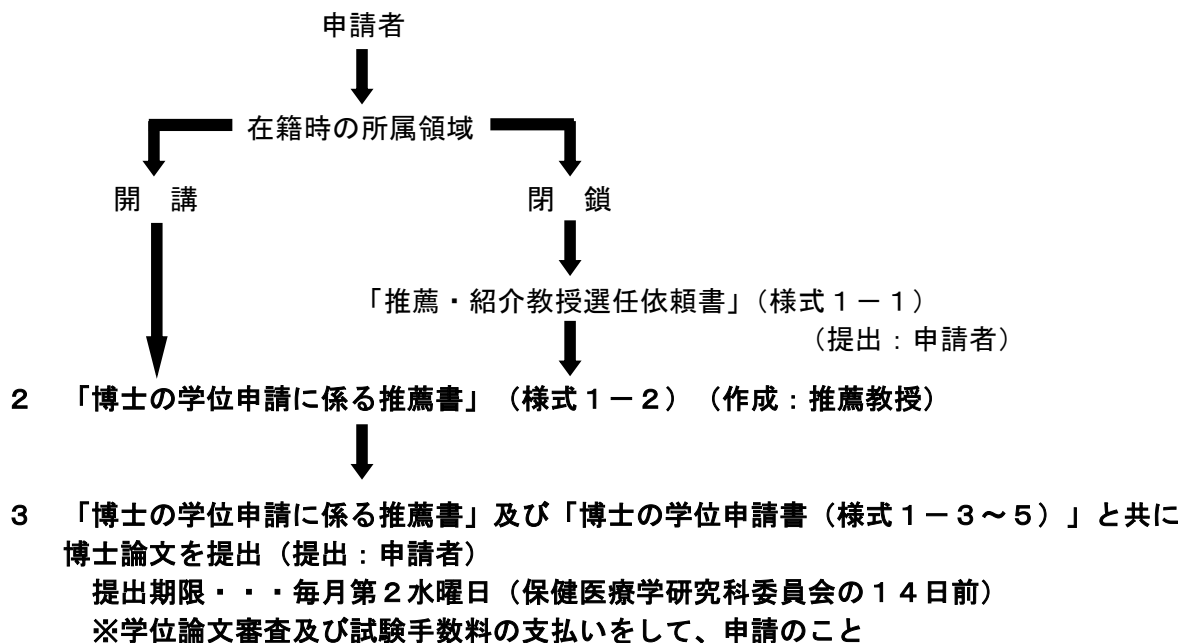 申請者
在籍時の所属領域
開　講　閉　鎖
「推薦・紹介教授選任依頼書」（様式１－１）
（提出：申請者）
２　「博士の学位申請に係る推薦書」（様式１－２）（作成：推薦教授）
３　「博士の学位申請に係る推薦書」及び「博士の学位申請書（様式１－３～５）」と共に
博士論文を提出（提出：申請者）
提出期限・・・毎月第２水曜日（保健医療学研究科委員会の１４日前）
※学位論文審査及び試験手数料の支払いをして、申請のこと